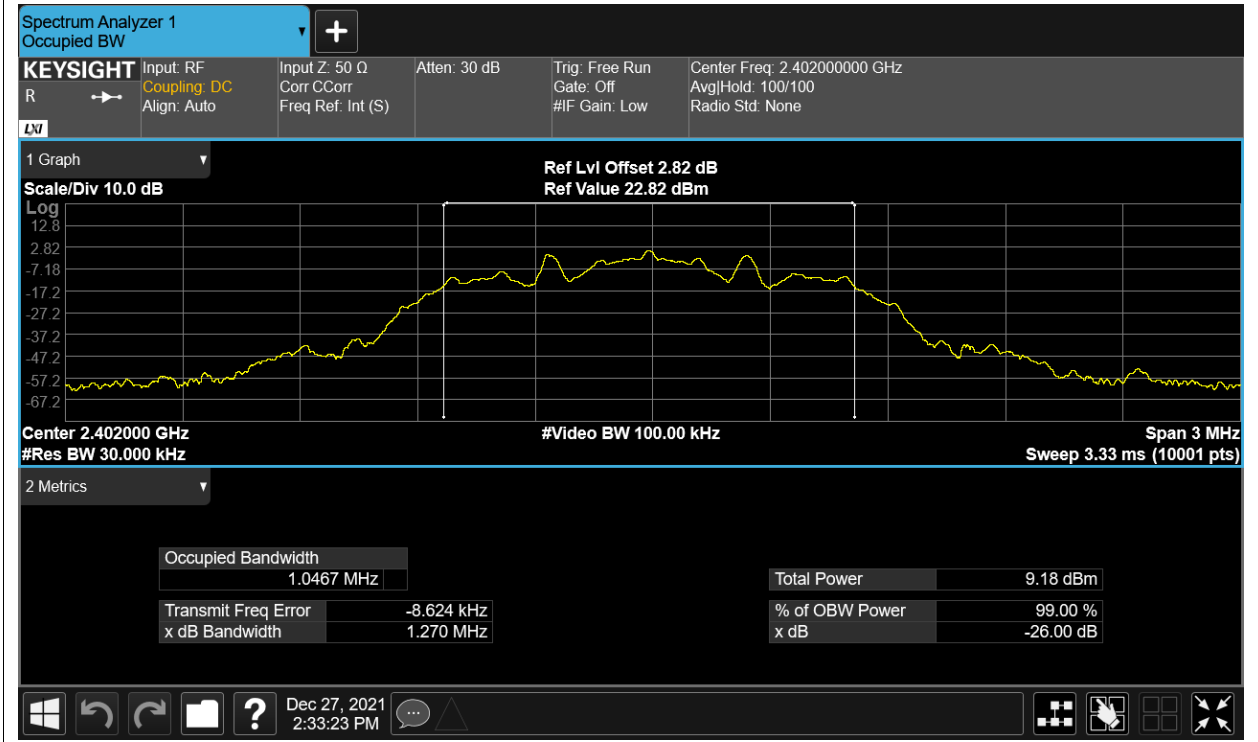 Spectrum Analyzer 1
Occupied BW
KEYSIGHT
R
LXI
Input: RF
Coupling: DC
Align: Auto
Input Z: 50 Ω
Corr CCorr
Freq Ref: Int (S)
Atten: 30 dB
Trig: Free Run
Gate: Off
#IF Gain: Low
Center Freq: 2.402000000 GHz
Avg|Hold: 100/100
Radio Std: None
1 Graph
Scale/Div 10.0 dB
Ref Lvl Offset 2.82 dB
Ref Value 22.82 dBm
Log
12.8
2.82
-7.18
-17.2
-27.2
-37.2
-47.2
-57.2
-67.2
Center 2.402000 GHz
#Video BW 100.00 kHz
Span 3 MHz
#Res BW 30.000 kHz
Sweep 3.33 ms (10001 pts)
2 Metrics
Occupied Bandwidth
1.0467 MHz
Total Power 9.18 dBm
Transmit Freq Error -8.624 kHz
% of OBW Power 99.00 %
x dB Bandwidth 1.270 MHz
x dB -26.00 dB
?
Dec 27, 2021
2:33:23 PM